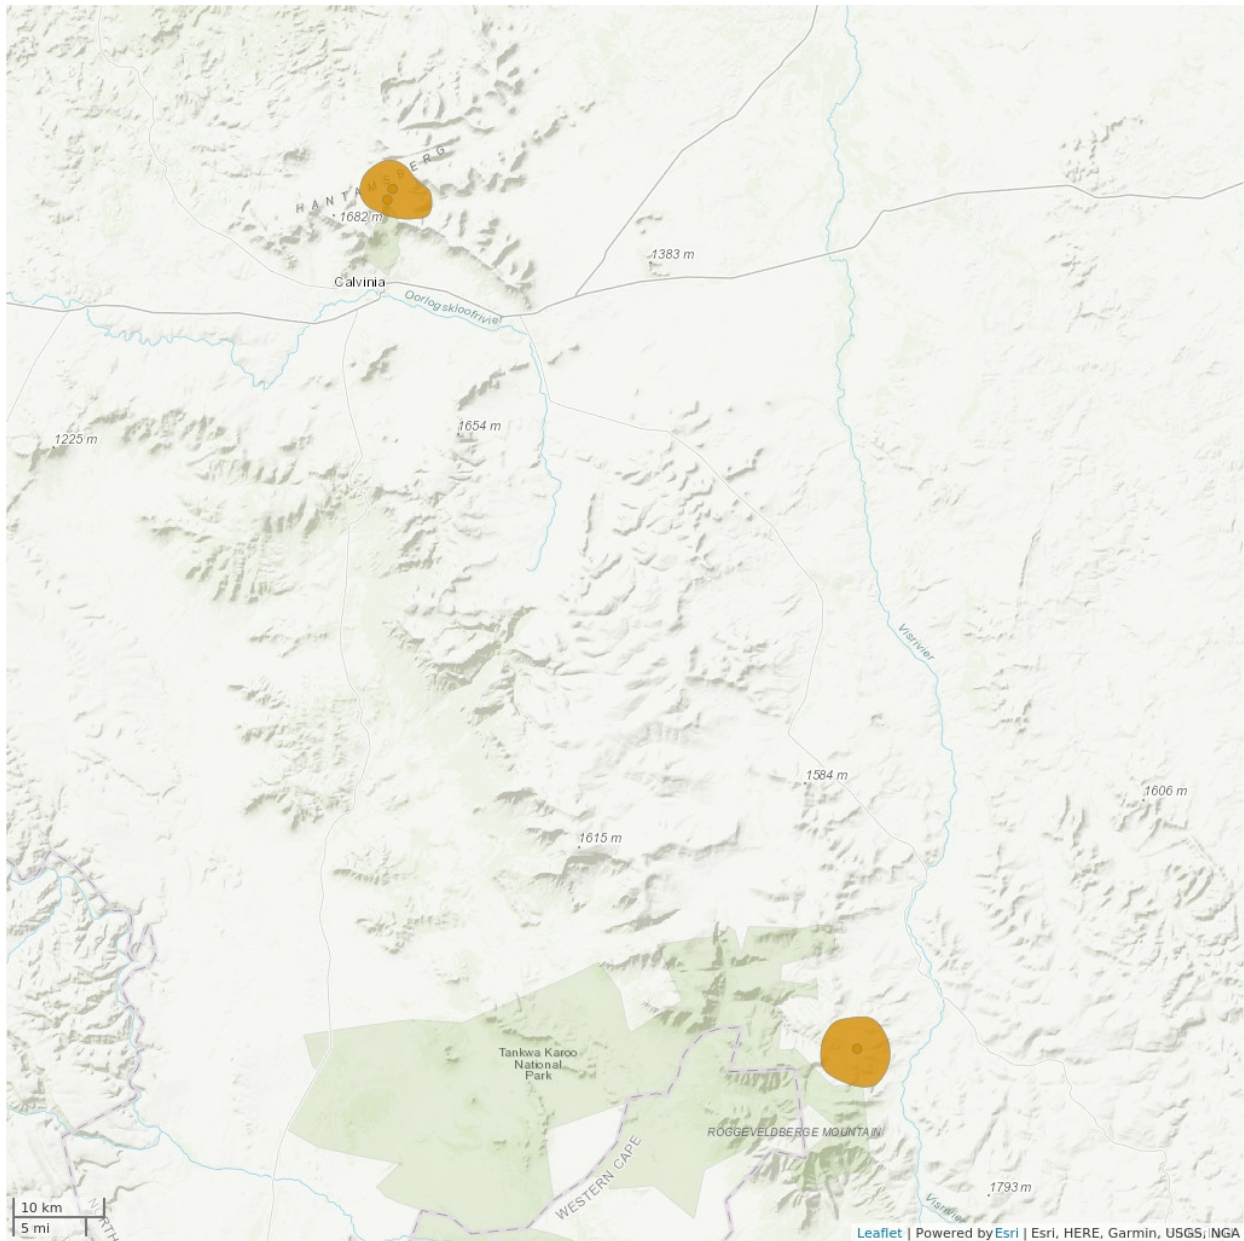 HANTAMSBERG
1682 m
1383 m
Calvinia
Oorlogskloofrivier
1225 m
1654 m
Visrivier
1584 m
1606 m
1615 m
Tankwa Karoo
National
Park
ROGGEVELDBERGE MOUNTAIN
WESTERN CAPE
1793 m
Visrivier
NORTH
10 km
5 mi
Leaflet | Powered by Esri | Esri, HERE, Garmin, USGS, NGA